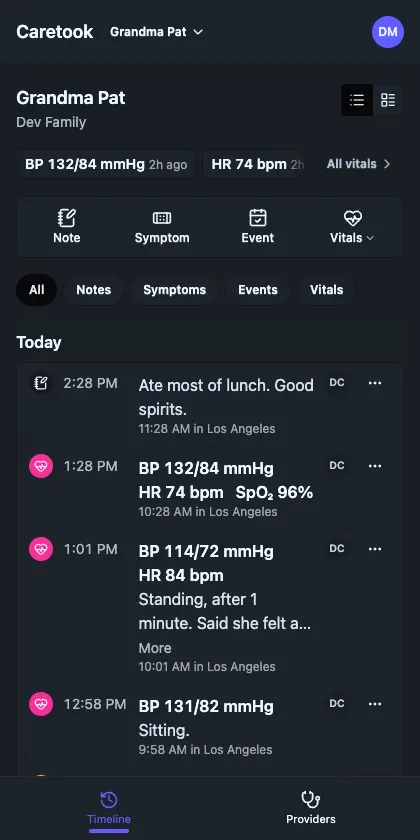 Caretook Grandma Pat DM
Grandma Pat
Dev Family
BP 132/84 mmHg 2h ago HR 74 bpm 2h All vitals
Note Symptom Event Vitals
All Notes Symptoms Events Vitals
Today
2:28 PM Ate most of lunch. Good DC
spirits.
11:28 AM in Los Angeles
1:28 PM BP 132/84 mmHg DC
HR 74 bpm SpO₂ 96%
10:28 AM in Los Angeles
1:01 PM BP 114/72 mmHg DC
HR 84 bpm
Standing, after 1
minute. Said she felt a...
More
10:01 AM in Los Angeles
12:58 PM BP 131/82 mmHg DC
Sitting.
9:58 AM in Los Angeles
Timeline Providers